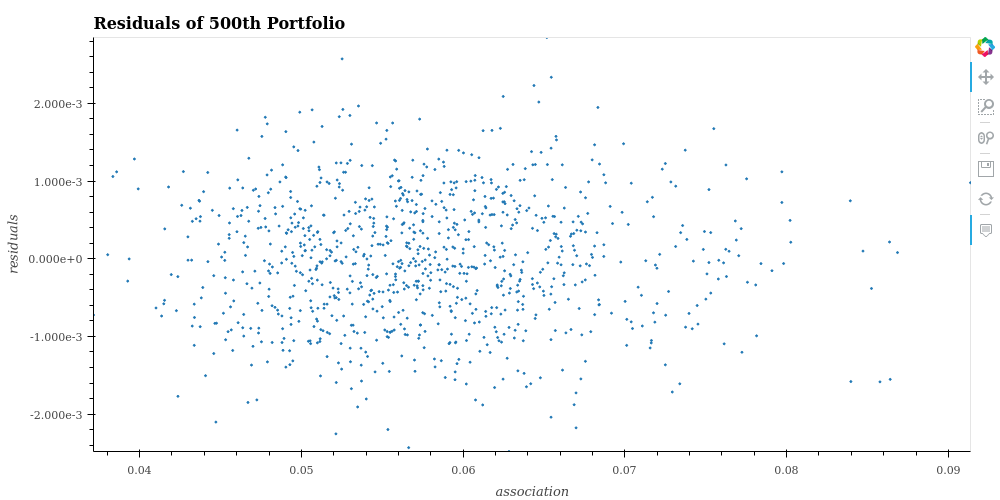 Residuals of 500th Portfolio
2.000e-3
1.000e-3
0.000e+0
-1.000e-3
-2.000e-3
residuals
0.04 0.05 0.06 0.07 0.08 0.09
association